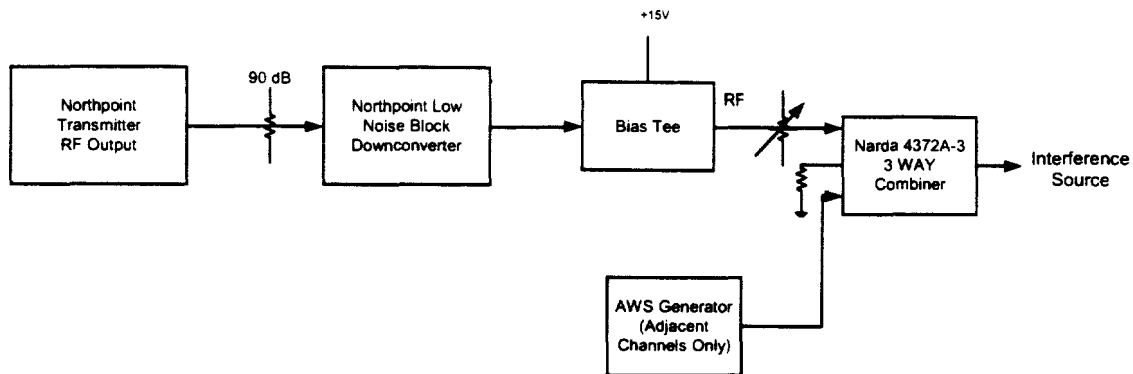 +15V
90 dB
Northpoint
Transmitter
RF Output
Northpoint Low
Noise Block
Downconverter
Bias Tee
RF
Narda 4372A-3
3 WAY
Combiner
Interference
Source
AWS Generator
(Adjacent
Channels Only)